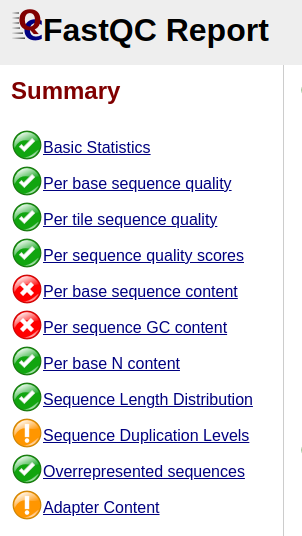 FastQC Report
Summary
Basic Statistics
Per base sequence quality
Per tile sequence quality
Per sequence quality scores
Per base sequence content
Per sequence GC content
Per base N content
Sequence Length Distribution
Sequence Duplication Levels
Overrepresented sequences
Adapter Content